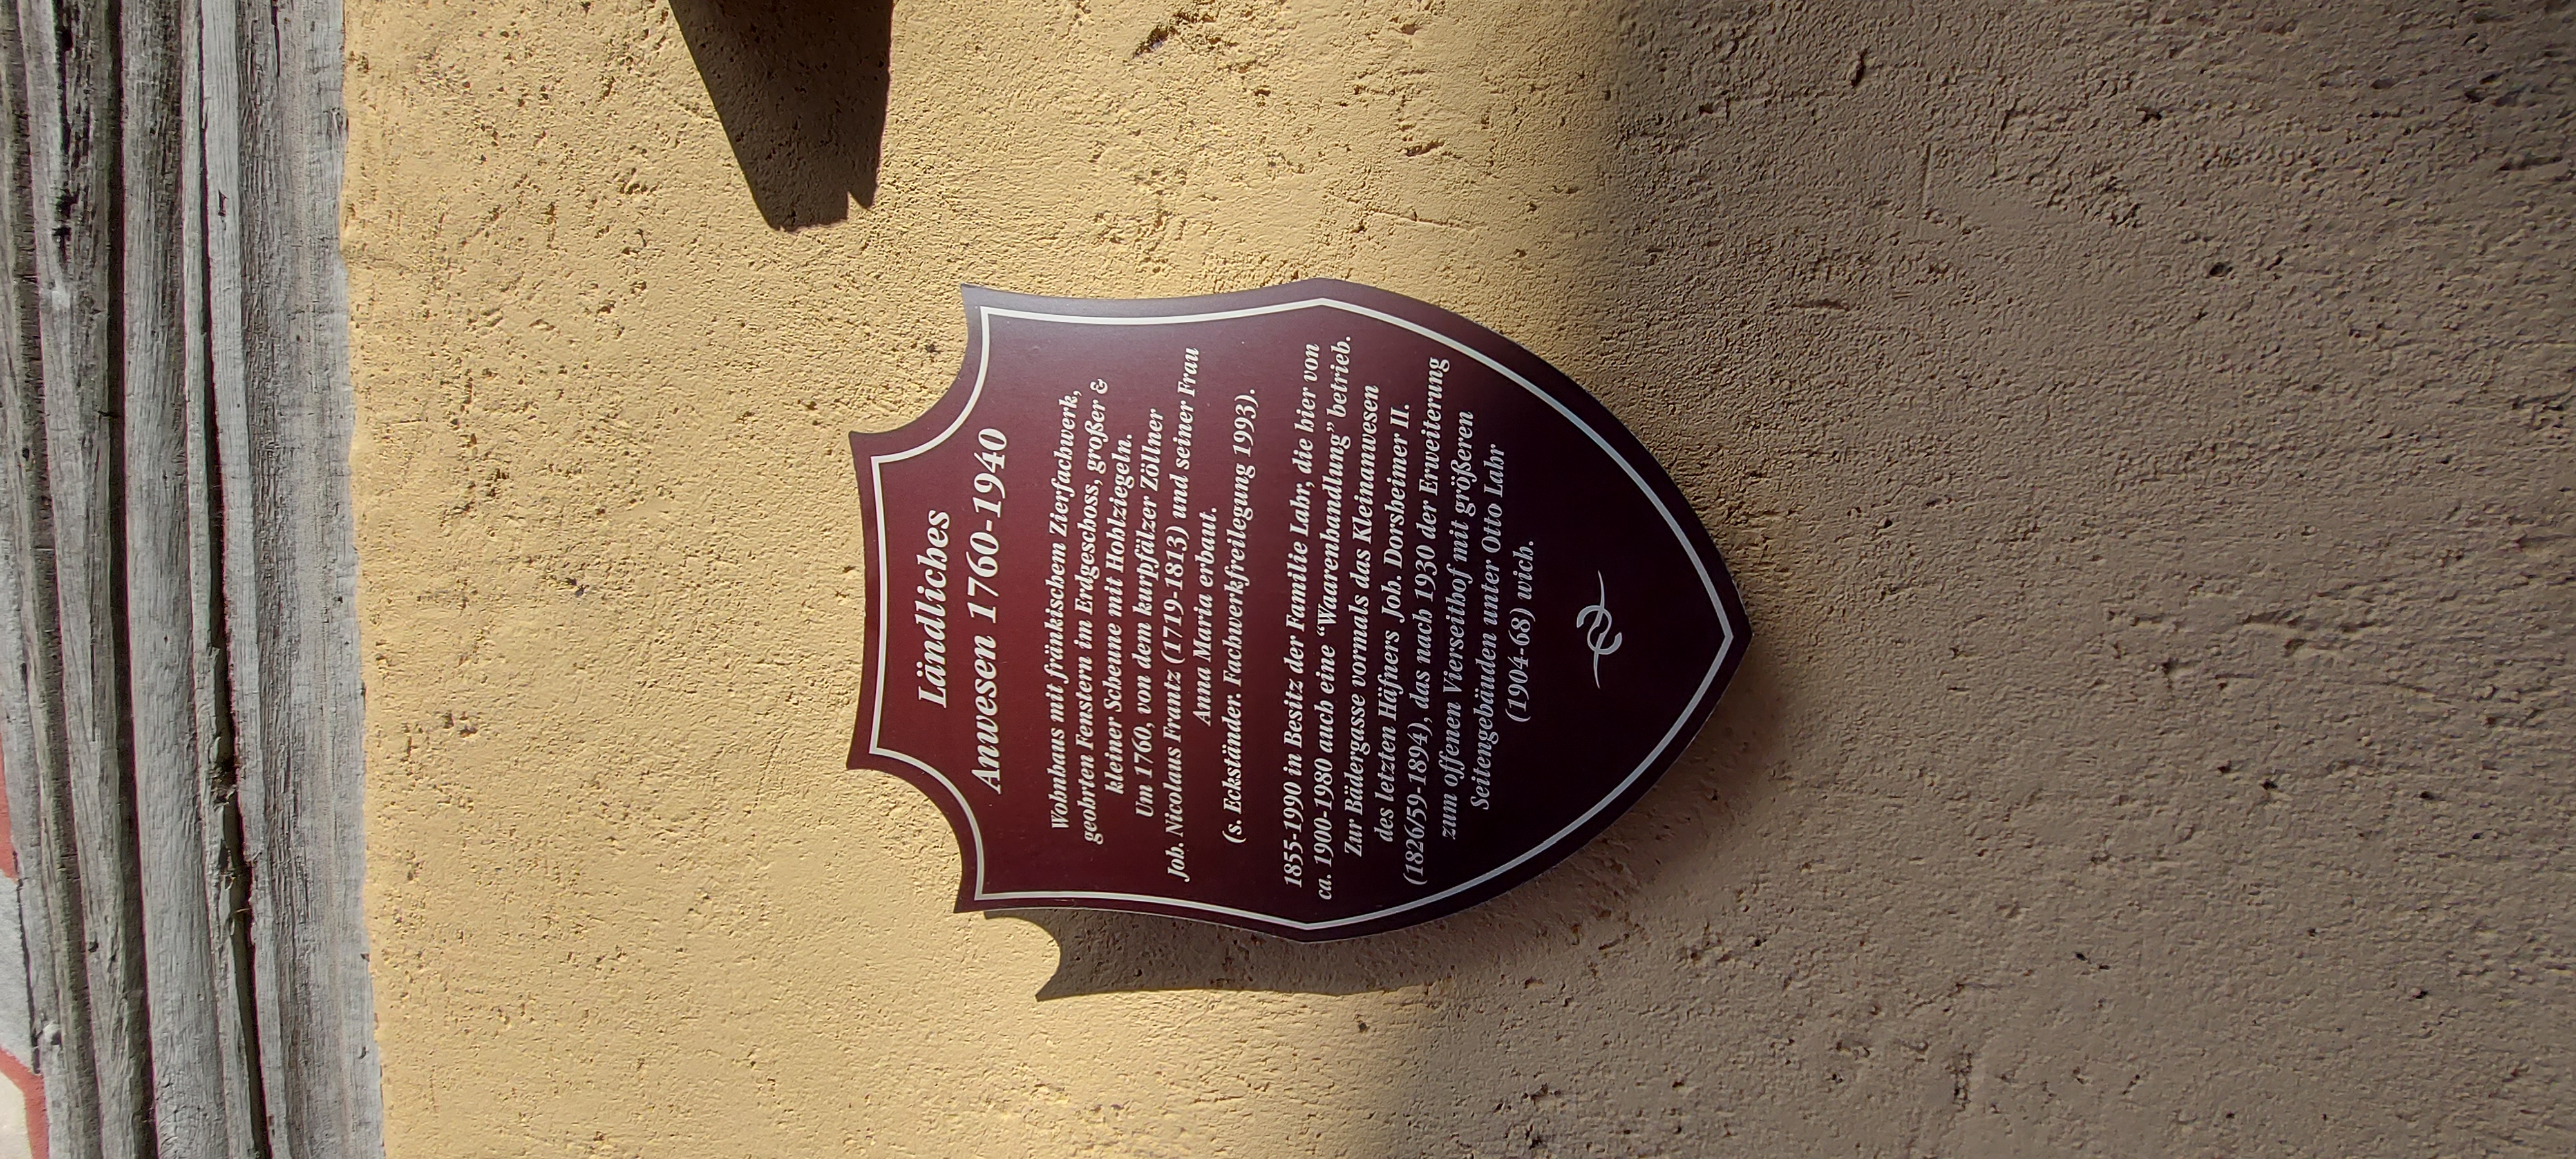 Ländliches
Anwesen 1760-1940
Wohnhaus mit fränkischem Zierfachwerk,
geohrten Fenstern im Erdgeschoss, großer &
kleiner Scheune mit Hohlziegeln.
Um 1760, von dem kurpfälzer Zöllner
Joh. Nicolaus Frantz (1719-1813) und seiner Frau
Anna Maria erbaut.
(s. Eckständer. Fachwerkfreilegung 1993).
1855-1990 in Besitz der Familie Lahr, die hier von
ca. 1900-1980 auch eine “Waarenhandlung” betrieb.
Zur Bädergasse vormals das Kleinanwesen
des letzten Häfners Joh. Dorsheimer II.
(1826/59-1894), das nach 1930 der Erweiterung
zum offenen Vierseithof mit größeren
Seitengebäuden unter Otto Lahr
(1904-68) wich.